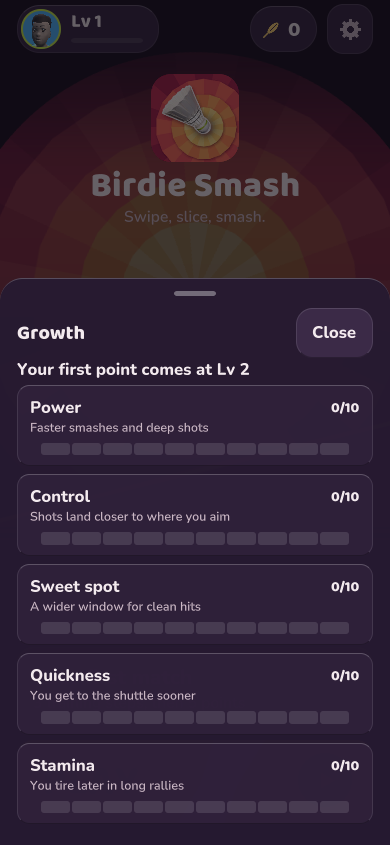 Lv 1
0
Birdie Smash
Swipe, slice, smash.
Growth
Close
Your first point comes at Lv 2
Power
0/10
Faster smashes and deep shots
Control
0/10
Shots land closer to where you aim
Sweet spot
0/10
A wider window for clean hits
Quickness
0/10
You get to the shuttle sooner
Stamina
0/10
You tire later in long rallies